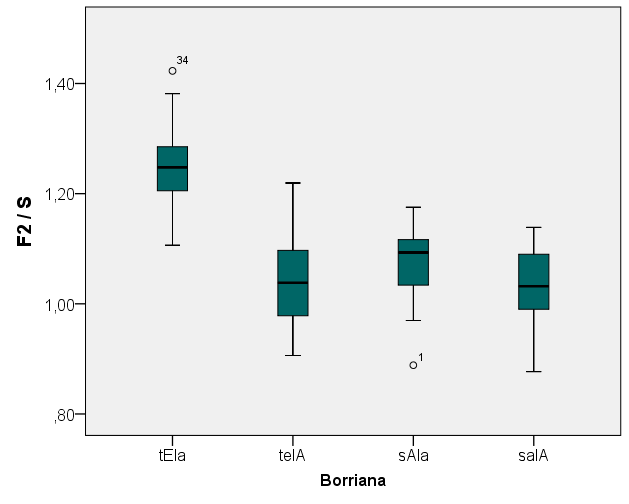 34
1,40
1,20
F2 / S
1,00
1
,80
tEla
telA
sAla
salA
Borriana